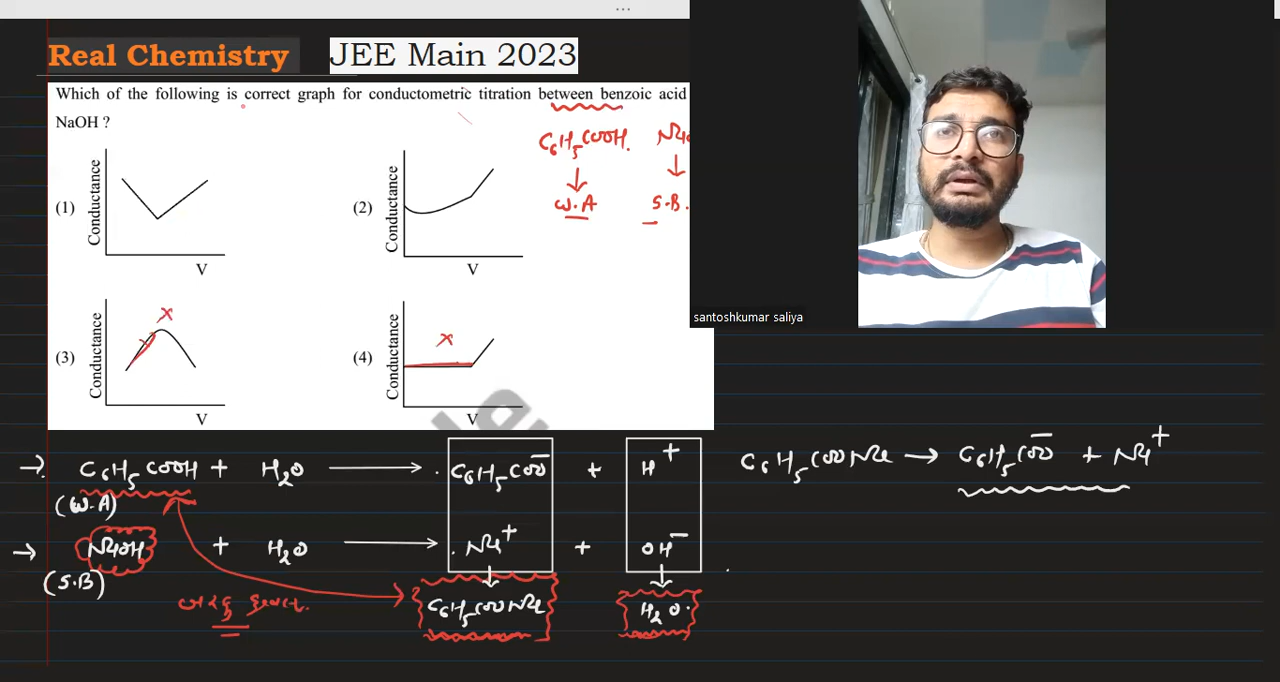 ...
Real Chemistry JEE Main 2023
Which of the following is correct graph for conductometric titration between benzoic acid
NaOH ?
C6H5COOH.
W.A S.B.
(1) Conductance V
(2) Conductance V
(3) Conductance V
(4) Conductance V
x
x
santoshkumar saliya
→ C6H5COOH + H2O → C6H5COO⁻ + H⁺
C6H5COONa → C6H5COO⁻ + Na⁺
(W.A)
→ NaOH + H2O → Na⁺ + OH⁻
(S.B)
C6H5COONa H2O.